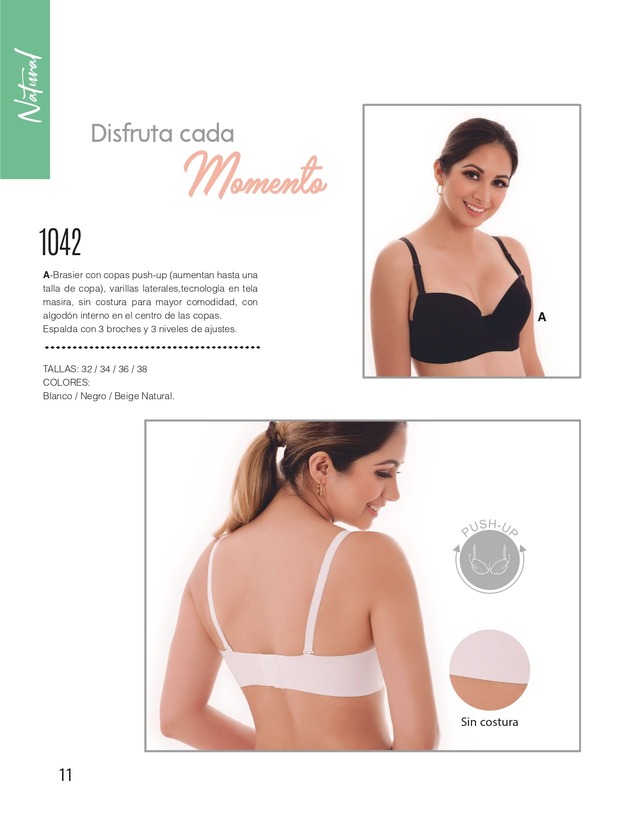 Natural
Disfruta cada
Momento
1042
A-Brasier con copas push-up (aumentan hasta una
talla de copa), varillas laterales,tecnología en tela
masira, sin costura para mayor comodidad, con
algodón interno en el centro de las copas.
Espalda con 3 broches y 3 niveles de ajustes.
TALLAS: 32 / 34 / 36 / 38
COLORES:
Blanco / Negro / Beige Natural.
A
PUSH-UP
Sin costura
11